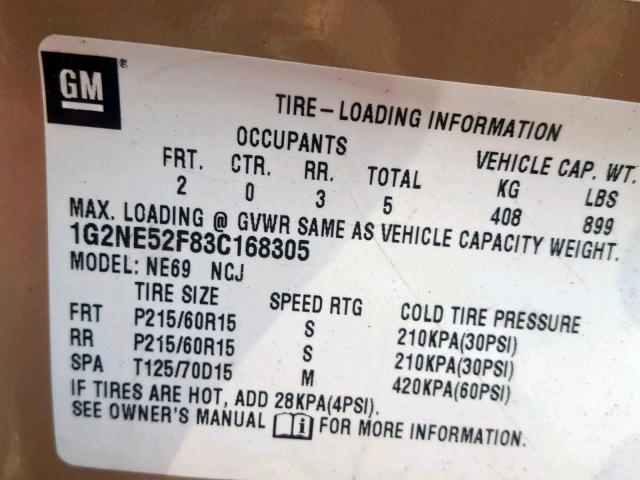 GM®
TIRE-LOADING INFORMATION
OCCUPANTS VEHICLE CAP. WT.
FRT. CTR. RR. TOTAL KG LBS
2 0 3 5 408 899
MAX. LOADING @ GVWR SAME AS VEHICLE CAPACITY WEIGHT.
1G2NE52F83C168305
MODEL: NE69 NCJ
TIRE SIZE SPEED RTG COLD TIRE PRESSURE
FRT P215/60R15 S 210KPA(30PSI)
RR P215/60R15 S 210KPA(30PSI)
SPA T125/70D15 M 420KPA(60PSI)
IF TIRES ARE HOT, ADD 28KPA(4PSI).
SEE OWNER'S MANUAL i FOR MORE INFORMATION.